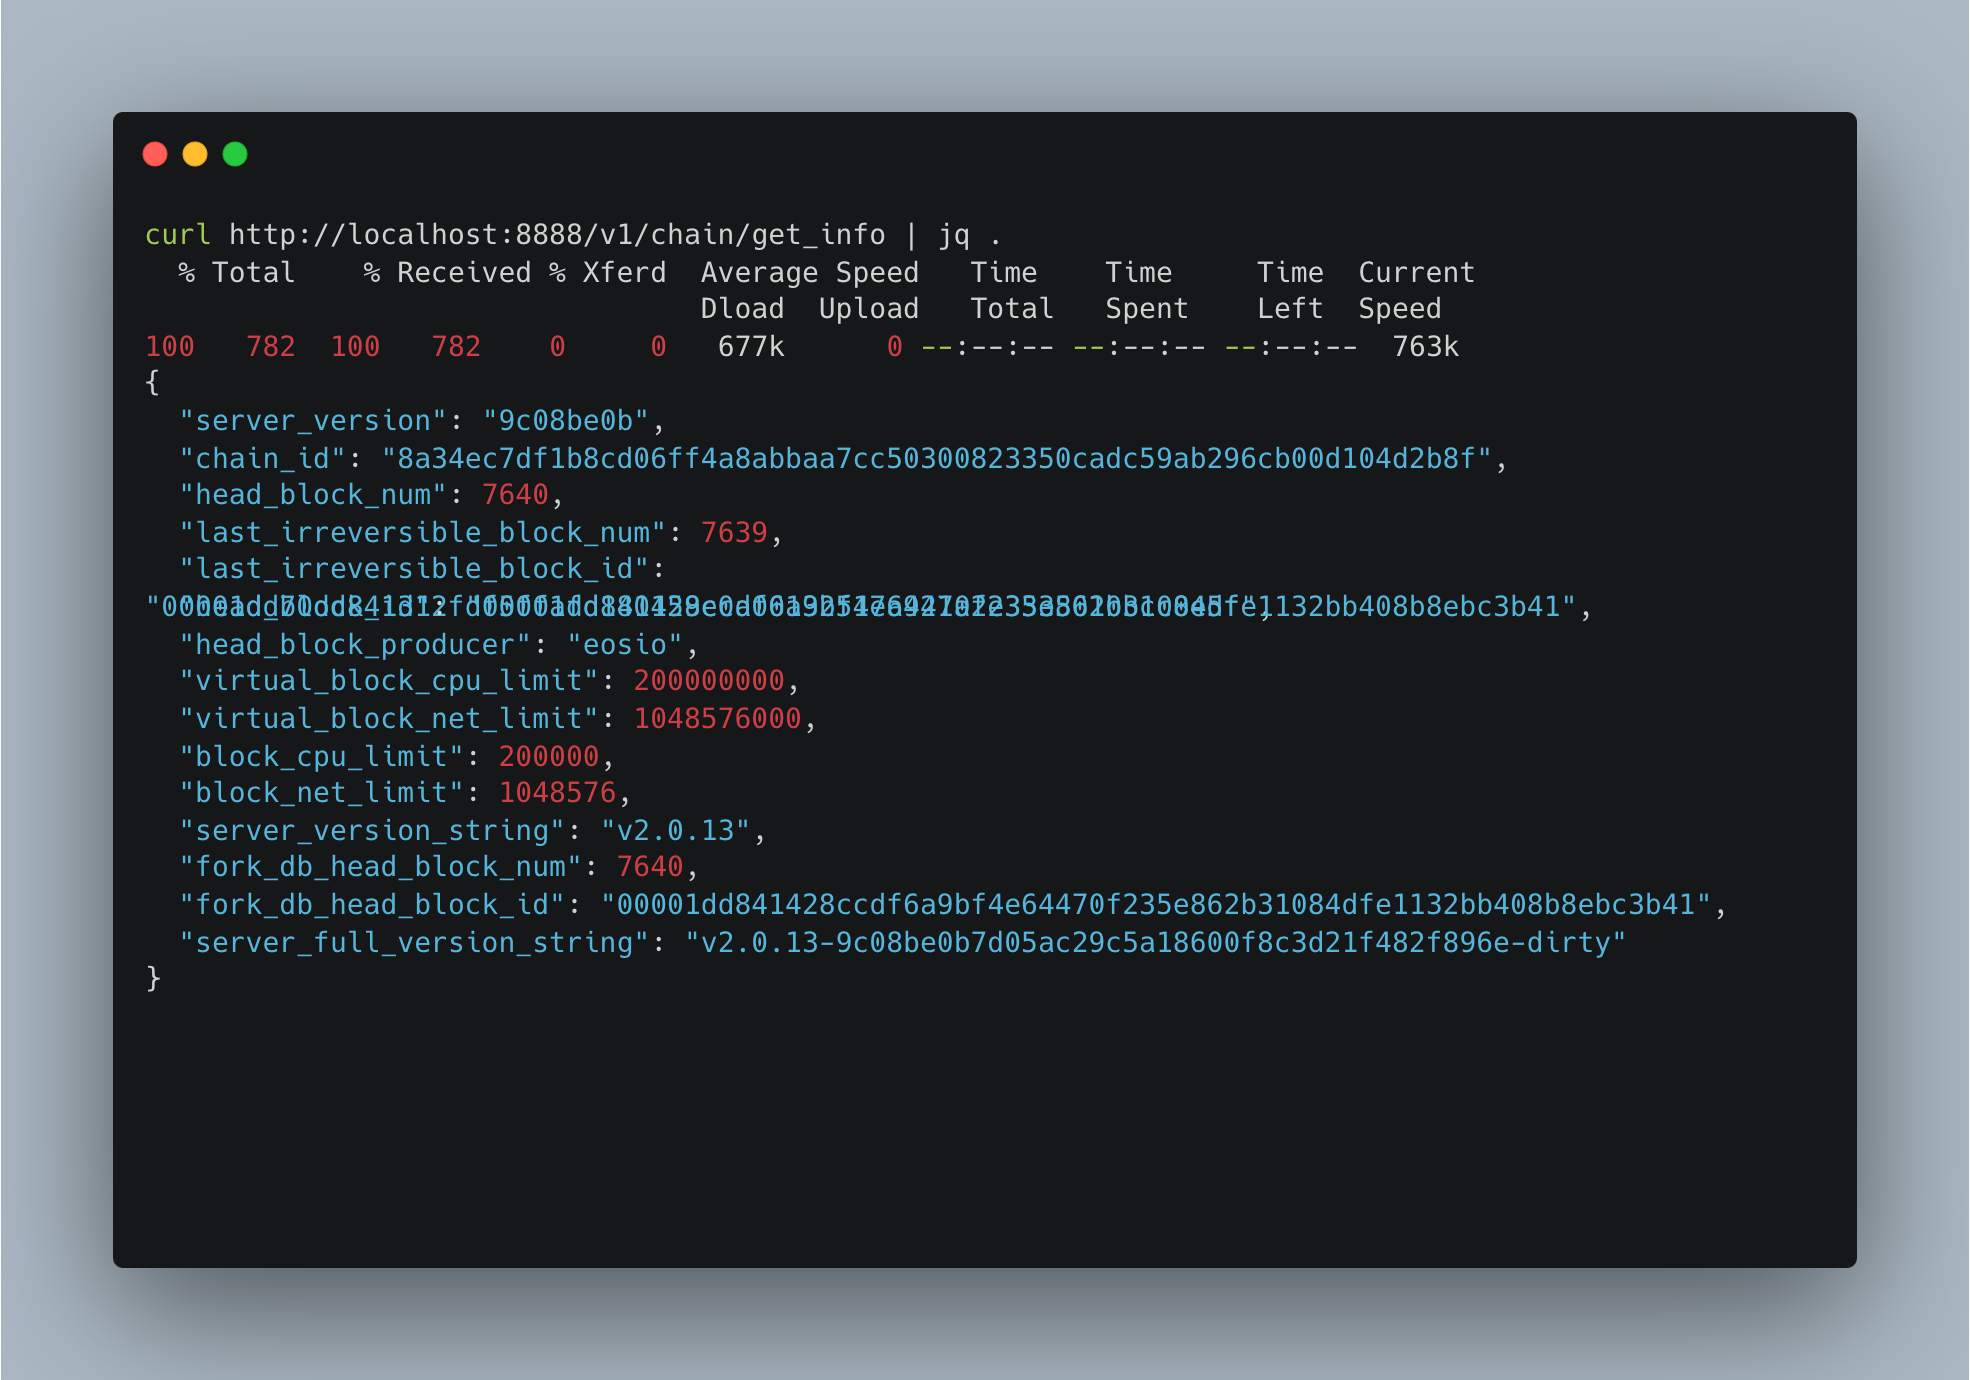 curl http://localhost:8888/v1/chain/get_info | jq .
% Total % Received % Xferd Average Speed Time Time Time Current
Dload Upload Total Spent Left Speed
100 782 100 782 0 0 677k 0 --:--:-- --:--:-- --:--:-- 763k
{
"server_version": "9c08be0b",
"chain_id": "8a34ec7df1b8cd06ff4a8abbaa7cc50300823350cadc59ab296cb00d104d2b8f",
"head_block_num": 7640,
"last_irreversible_block_num": 7639,
"last_irreversible_block_id":
"head_block_producer": "eosio",
"virtual_block_cpu_limit": 200000000,
"virtual_block_net_limit": 1048576000,
"block_cpu_limit": 200000,
"block_net_limit": 1048576,
"server_version_string": "v2.0.13",
"fork_db_head_block_num": 7640,
"fork_db_head_block_id": "00001dd841428ccdf6a9bf4e64470f235e862b31084dfe1132bb408b8ebc3b41",
"server_full_version_string": "v2.0.13-9c08be0b7d05ac29c5a18600f8c3d21f482f896e-dirty"
}